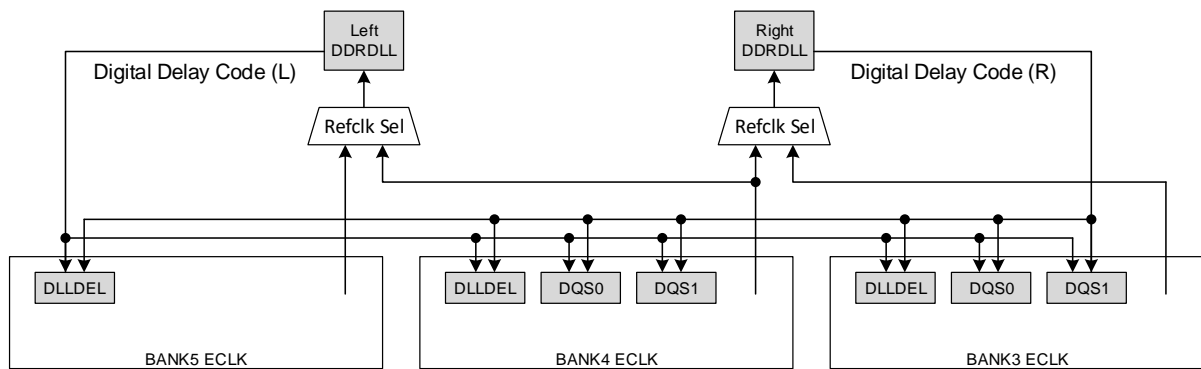 Left
DDRDLL
Right
DDRDLL
Digital Delay Code (L)
Digital Delay Code (R)
Refclk Sel
Refclk Sel
DLLDEL
DLLDEL
DQS0
DQS1
DLLDEL
DQS0
DQS1
BANK5 ECLK
BANK4 ECLK
BANK3 ECLK